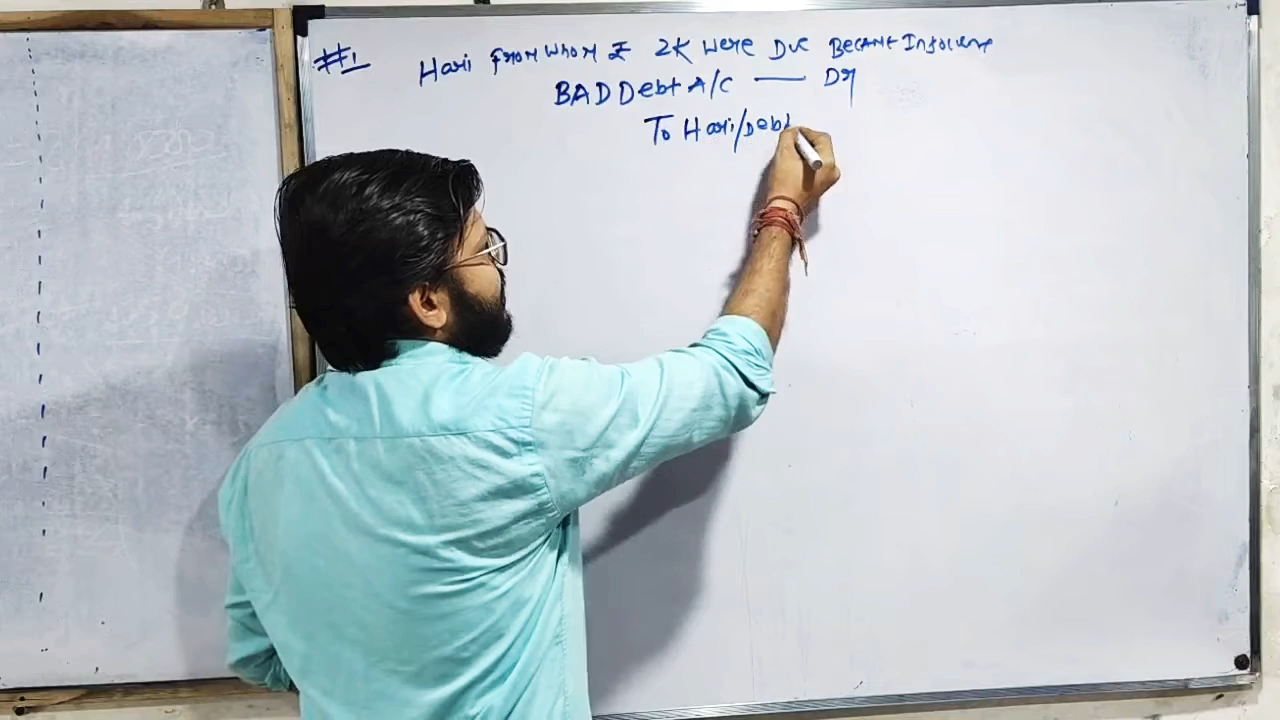 #1 Hari From Whom ₹ 2K Were Due Became Insolvent
BAD Debt A/C —— Dr
To Hari/Debt